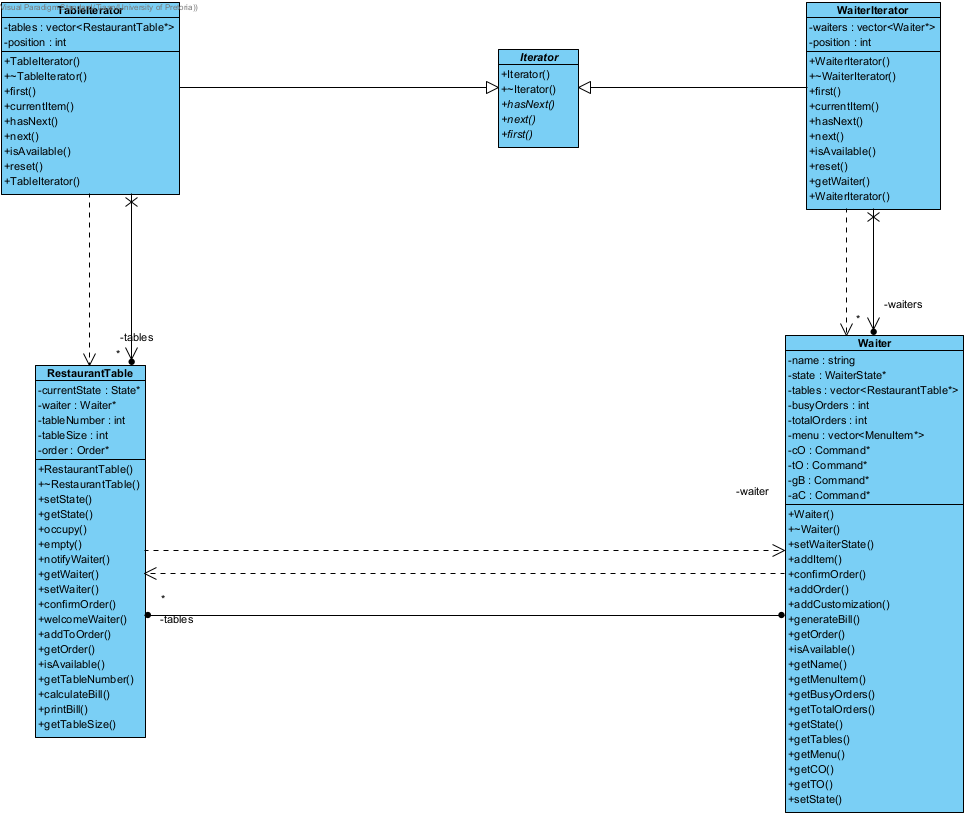 Visual Paradigm
University of Pretoria))
TableIterator
-tables : vector<RestaurantTable*>
-position : int
+TableIterator()
+~TableIterator()
+first()
+currentItem()
+hasNext()
+next()
+isAvailable()
+reset()
+TableIterator()
Iterator
+Iterator()
+~Iterator()
+hasNext()
+next()
+first()
WaiterIterator
-waiters : vector<Waiter*>
-position : int
+WaiterIterator()
+~WaiterIterator()
+first()
+currentItem()
+hasNext()
+next()
+isAvailable()
+reset()
+getWaiter()
+WaiterIterator()
-tables
*
-waiters
*
RestaurantTable
-currentState : State*
-waiter : Waiter*
-tableNumber : int
-tableSize : int
-order : Order*
+RestaurantTable()
+~RestaurantTable()
+setState()
+getState()
+occupy()
+empty()
+notifyWaiter()
+getWaiter()
+setWaiter()
+confirmOrder()
+welcomeWaiter()
+addToOrder()
+getOrder()
+isAvailable()
+getTableNumber()
+calculateBill()
+printBill()
+getTableSize()
-waiter
*
-tables
Waiter
-name : string
-state : WaiterState*
-tables : vector<RestaurantTable*>
-busyOrders : int
-totalOrders : int
-menu : vector<MenuItem*>
-cO : Command*
-tO : Command*
-gB : Command*
-aC : Command*
+Waiter()
+~Waiter()
+setWaiterState()
+addItem()
+confirmOrder()
+addOrder()
+addCustomization()
+generateBill()
+getOrder()
+isAvailable()
+getName()
+getMenuItem()
+getBusyOrders()
+getTotalOrders()
+getState()
+getTables()
+getMenu()
+getCO()
+getTO()
+setState()